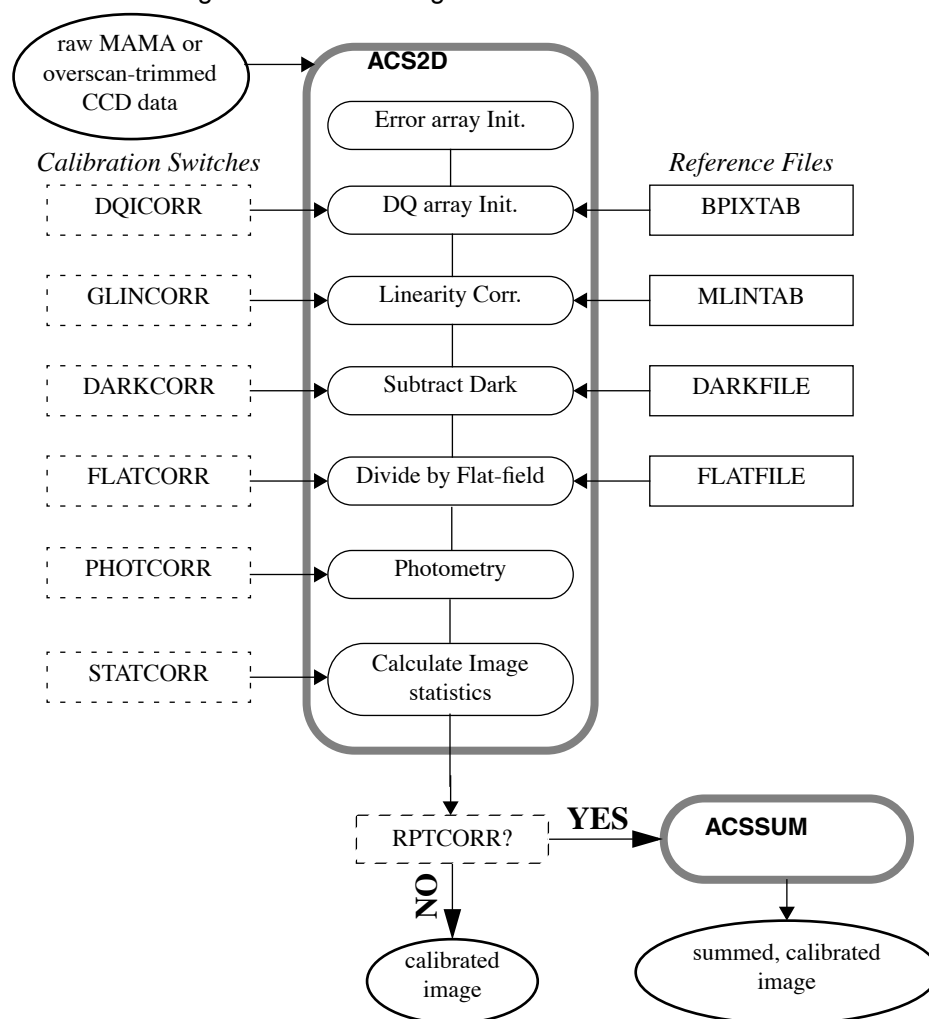 raw MAMA or
overscan-trimmed
CCD data
ACS2D
Error array Init.
Calibration Switches
Reference Files
DQICORR
DQ array Init.
BPIXTAB
GLINCORR
Linearity Corr.
MLINTAB
DARKCORR
Subtract Dark
DARKFILE
FLATCORR
Divide by Flat-field
FLATFILE
PHOTCORR
Photometry
STATCORR
Calculate Image
statistics
RPTCORR?
YES
ACSSUM
NO
calibrated
image
summed, calibrated
image